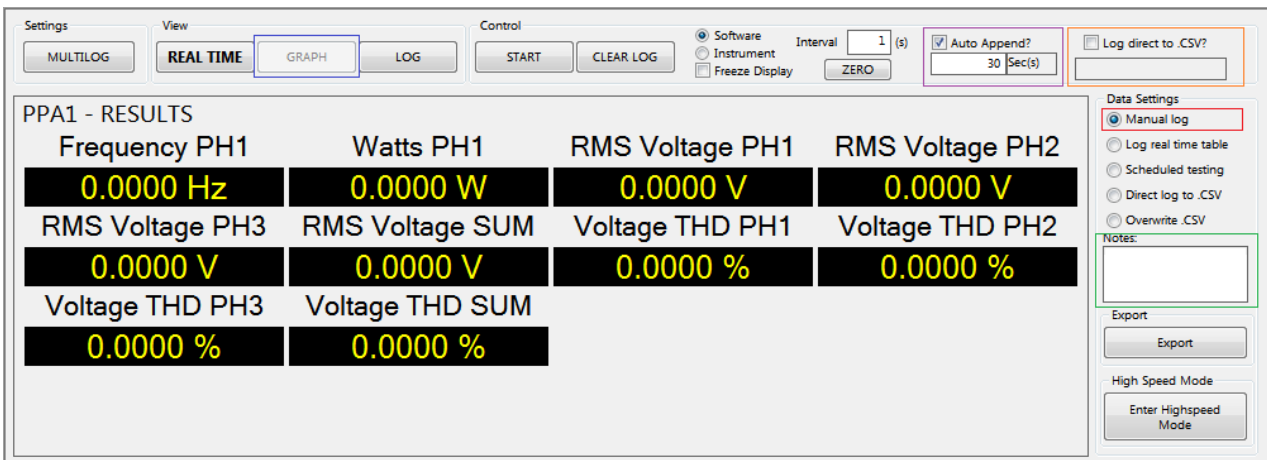 Settings
MULTILOG
View
REAL TIME
GRAPH
LOG
Control
START
CLEAR LOG
Software
Instrument
Freeze Display
Interval 1 (s)
ZERO
Auto Append?
30 Sec(s)
Log direct to .CSV?
PPA1 - RESULTS
Frequency PH1 Watts PH1 RMS Voltage PH1 RMS Voltage PH2
0.0000 Hz 0.0000 W 0.0000 V 0.0000 V
RMS Voltage PH3 RMS Voltage SUM Voltage THD PH1 Voltage THD PH2
0.0000 V 0.0000 V 0.0000 % 0.0000 %
Voltage THD PH3 Voltage THD SUM
0.0000 % 0.0000 %
Data Settings
Manual log
Log real time table
Scheduled testing
Direct log to .CSV
Overwrite .CSV
Notes:
Export
Export
High Speed Mode
Enter Highspeed
Mode